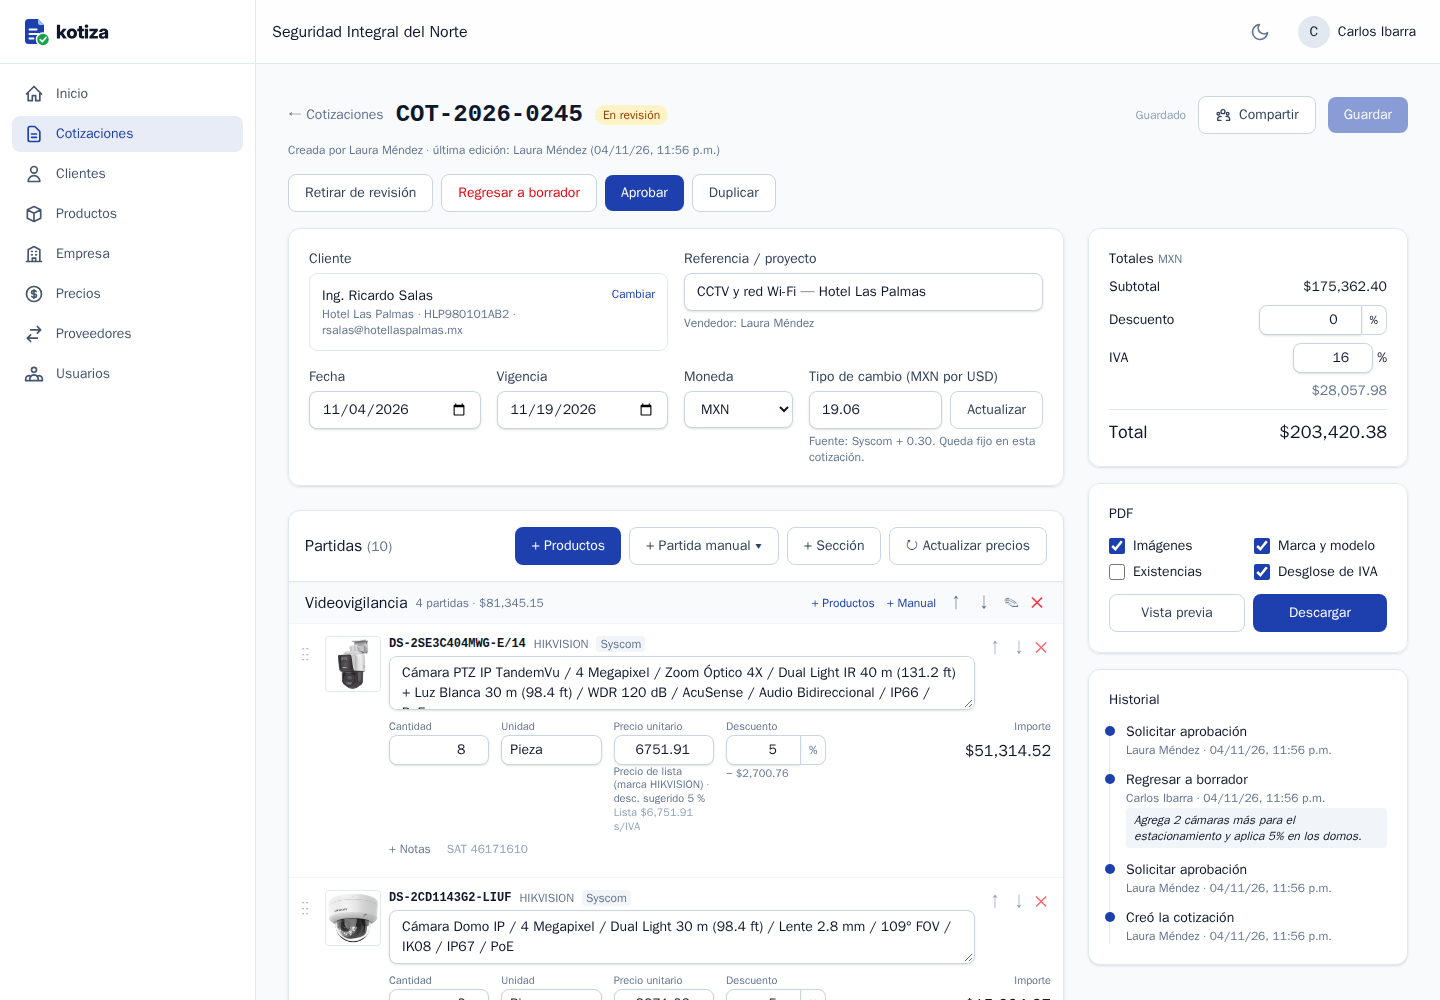 kotiza
Seguridad Integral del Norte
C
Carlos Ibarra
Inicio
Cotizaciones
Clientes
Productos
Empresa
Precios
Proveedores
Usuarios
← Cotizaciones
COT-2026-0245
En revisión
Guardado
Compartir
Guardar
Creada por Laura Méndez · última edición: Laura Méndez (04/11/26, 11:56 p.m.)
Retirar de revisión
Regresar a borrador
Aprobar
Duplicar
Cliente
Ing. Ricardo Salas
Cambiar
Hotel Las Palmas · HLP980101AB2 ·
rsalas@hotellaspalmas.mx
Referencia / proyecto
CCTV y red Wi-Fi — Hotel Las Palmas
Vendedor: Laura Méndez
Fecha
11/04/2026
Vigencia
11/19/2026
Moneda
MXN
Tipo de cambio (MXN por USD)
19.06
Actualizar
Fuente: Syscom + 0.30. Queda fijo en esta
cotización.
Partidas (10)
+ Productos
+ Partida manual ▾
+ Sección
Actualizar precios
Videovigilancia
4 partidas · $81,345.15
+ Productos
+ Manual
↑
↓
DS-2SE3C404MWG-E/14
HIKVISION
Syscom
↑
↓
Cámara PTZ IP TandemVu / 4 Megapixel / Zoom Óptico 4X / Dual Light IR 40 m (131.2 ft)
+ Luz Blanca 30 m (98.4 ft) / WDR 120 dB / AcuSense / Audio Bidireccional / IP66 /
Cantidad
Unidad
Precio unitario
Descuento
Importe
8
Pieza
6751.91
5
%
$51,314.52
Precio de lista
(marca HIKVISION) ·
desc. sugerido 5 %
Lista $6,751.91
s/IVA
− $2,700.76
+ Notas
SAT 46171610
DS-2CD1143G2-LIUF
HIKVISION
Syscom
↑
↓
Cámara Domo IP / 4 Megapixel / Dual Light 30 m (98.4 ft) / Lente 2.8 mm / 109° FOV /
IK08 / IP67 / PoE
Cantidad
Unidad
Precio unitario
Descuento
Importe
Totales MXN
Subtotal
$175,362.40
Descuento
0
%
IVA
16
%
$28,057.98
Total
$203,420.38
PDF
Imágenes
Marca y modelo
Existencias
Desglose de IVA
Vista previa
Descargar
Historial
Solicitar aprobación
Laura Méndez · 04/11/26, 11:56 p.m.
Regresar a borrador
Carlos Ibarra · 04/11/26, 11:56 p.m.
Agrega 2 cámaras más para el
estacionamiento y aplica 5% en los domos.
Solicitar aprobación
Laura Méndez · 04/11/26, 11:56 p.m.
Creó la cotización
Laura Méndez · 04/11/26, 11:56 p.m.